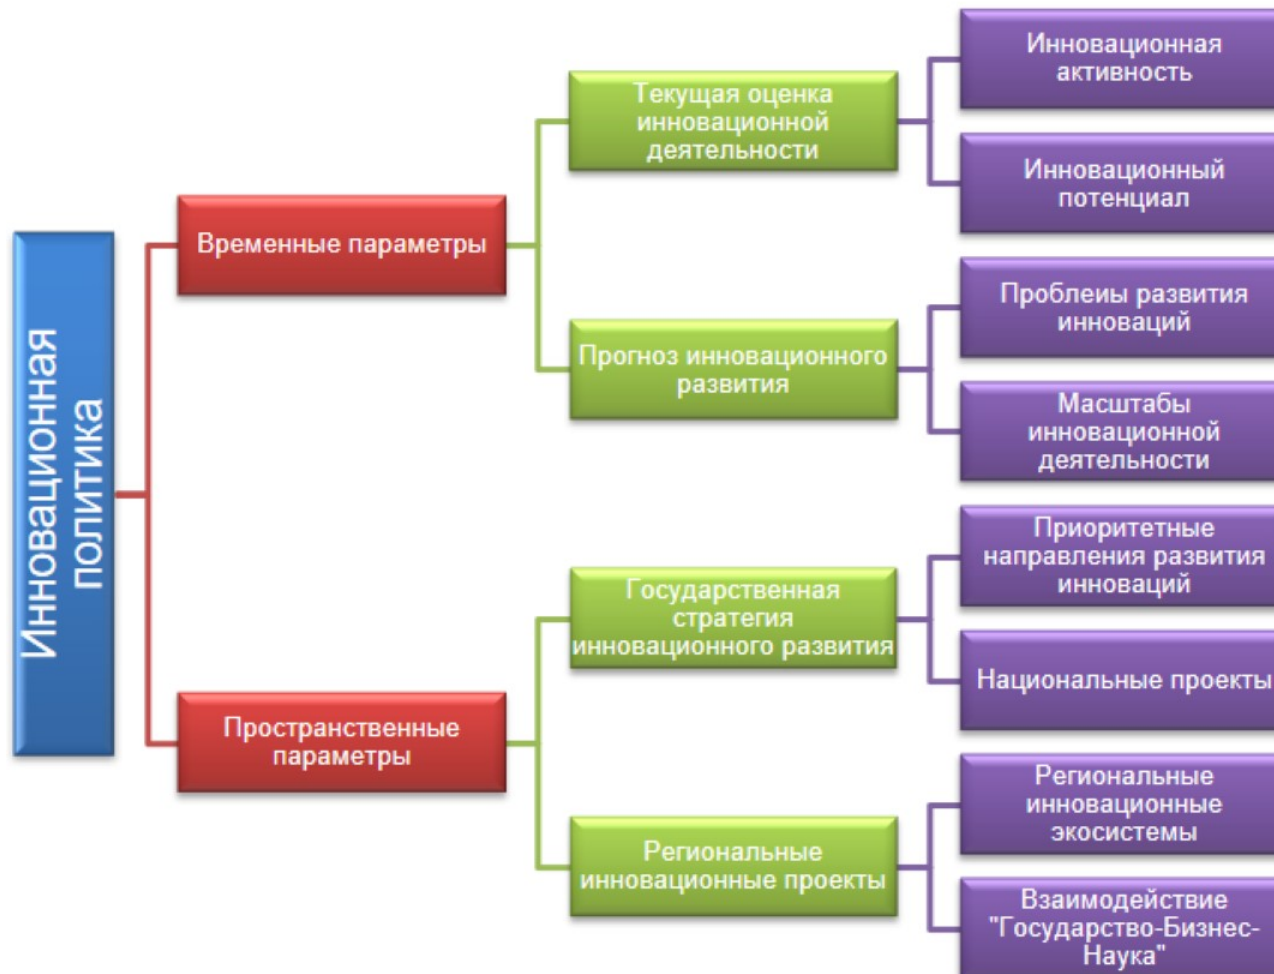 Инновационная
политика
Временные параметры
Текущая оценка
инновационной
деятельности
Инновационная
активность
Инновационный
потенциал
Прогноз инновационного
развития
Проблеиы развития
инноваций
Масштабы
инновационной
деятельности
Пространственные
параметры
Государственная
стратегия
инновационного развития
Приоритетные
направления развития
инноваций
Национальные проекты
Региональные
инновационные проекты
Региональные
инновационные
экосистемы
Взаимодействие
"Государство-Бизнес-
Наука"